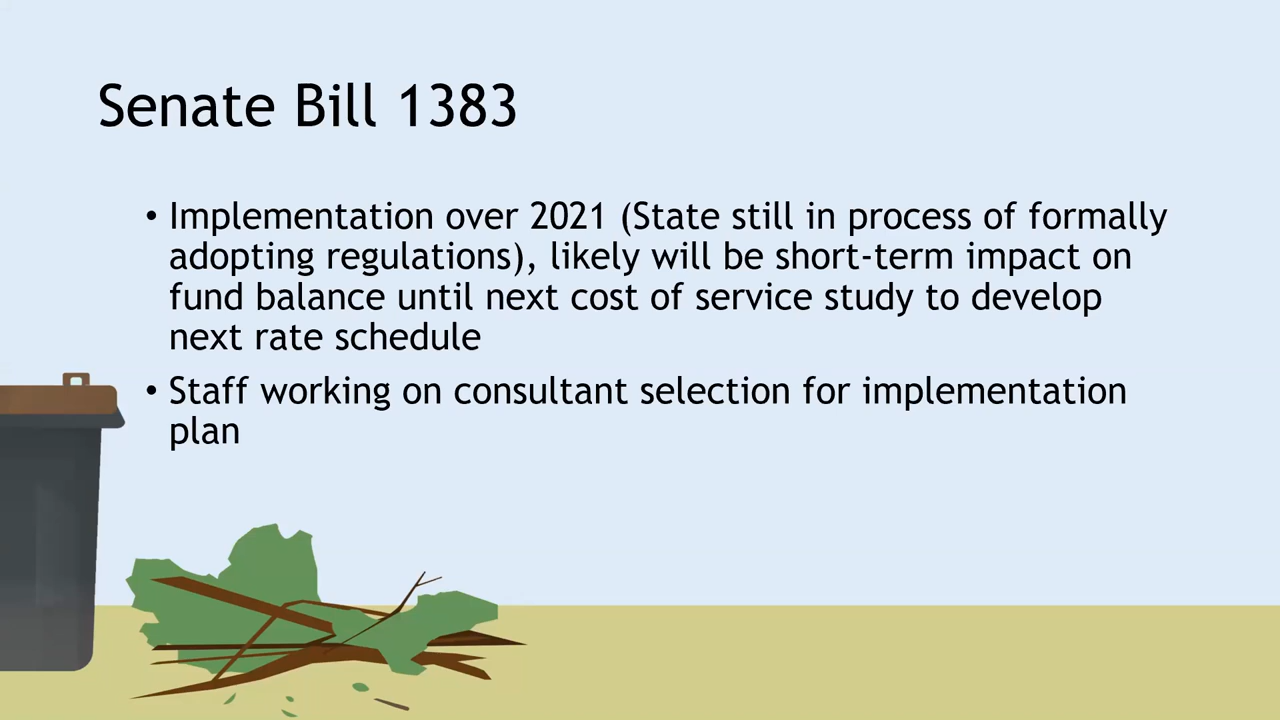 Senate Bill 1383
• Implementation over 2021 (State still in process of formally
adopting regulations), likely will be short-term impact on
fund balance until next cost of service study to develop
next rate schedule
• Staff working on consultant selection for implementation
plan